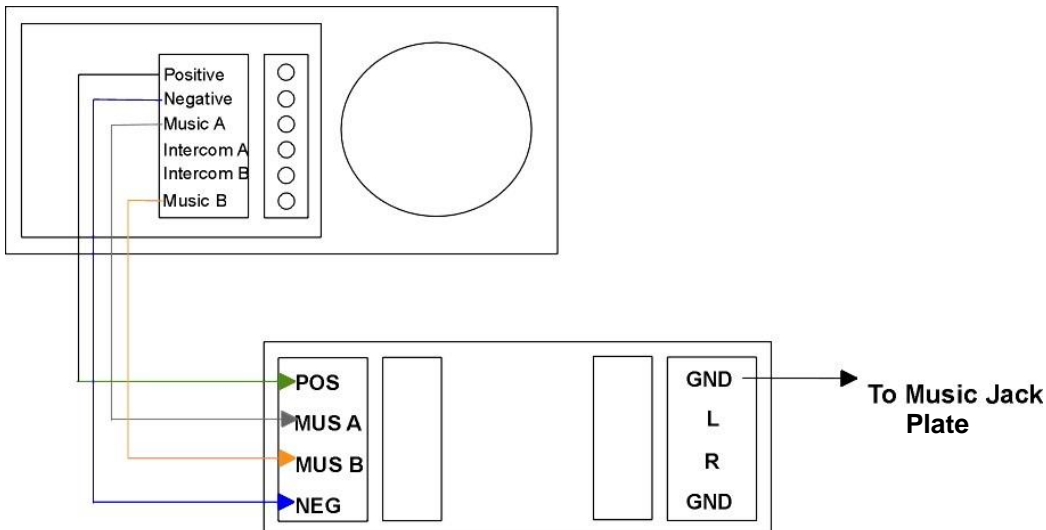 Positive
Negative
Music A
Intercom A
Intercom B
Music B
POS
MUS A
MUS B
NEG
GND
L
R
GND
To Music Jack
Plate